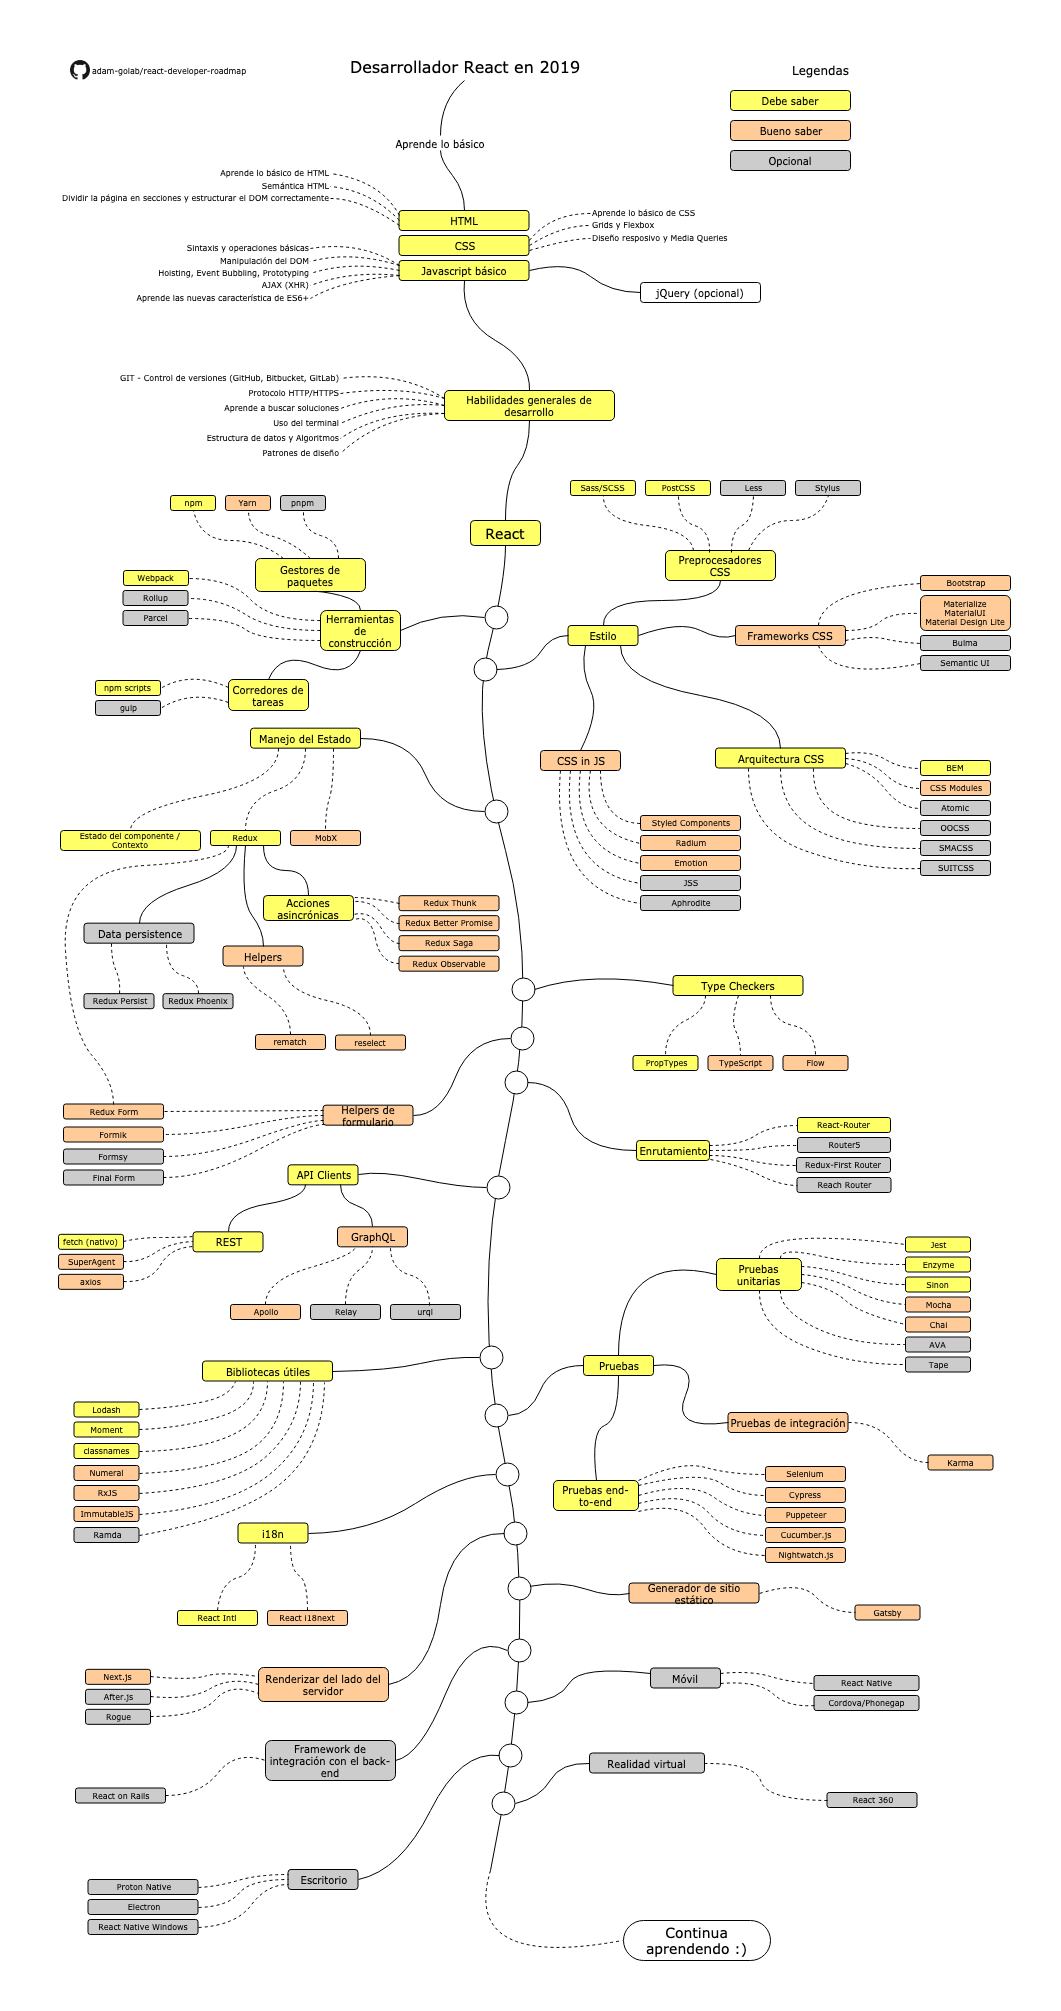 adam-golab/react-developer-roadmap
Desarrollador React en 2019
Legendas
Debe saber
Bueno saber
Opcional
Aprende lo básico
Aprende lo básico de HTML
Semántica HTML
Dividir la página en secciones y estructurar el DOM correctamente
HTML
CSS
Javascript básico
Aprende lo básico de CSS
Grids y Flexbox
Diseño resposivo y Media Queries
Sintaxis y operaciones básicas
Manipulación del DOM
Hoisting, Event Bubbling, Prototyping
AJAX (XHR)
Aprende las nuevas característica de ES6+
jQuery (opcional)
GIT - Control de versiones (GitHub, Bitbucket, GitLab)
Protocolo HTTP/HTTPS
Aprende a buscar soluciones
Uso del terminal
Estructura de datos y Algoritmos
Patrones de diseño
Habilidades generales de
desarrollo
React
npm
Yarn
pnpm
Gestores de
paquetes
Webpack
Rollup
Parcel
Herramientas
de
construcción
npm scripts
gulp
Corredores de
tareas
Sass/SCSS
PostCSS
Less
Stylus
Preprocesadores
CSS
Estilo
Frameworks CSS
Bootstrap
Materialize
MaterialUI
Material Design Lite
Bulma
Semantic UI
CSS in JS
Styled Components
Radium
Emotion
JSS
Aphrodite
Arquitectura CSS
BEM
CSS Modules
Atomic
OOCSS
SMACSS
SUITCSS
Manejo del Estado
Estado del componente /
Contexto
Redux
MobX
Acciones
asincrónicas
Redux Thunk
Redux Better Promise
Redux Saga
Redux Observable
Data persistence
Redux Persist
Redux Phoenix
Helpers
rematch
reselect
Type Checkers
PropTypes
TypeScript
Flow
Helpers de
formulario
Redux Form
Formik
Formsy
Final Form
Enrutamiento
React-Router
Router5
Redux-First Router
Reach Router
API Clients
REST
fetch (nativo)
SuperAgent
axios
GraphQL
Apollo
Relay
urql
Pruebas
unitarias
Jest
Enzyme
Sinon
Mocha
Chai
AVA
Tape
Pruebas
Pruebas de integración
Karma
Pruebas end-
to-end
Selenium
Cypress
Puppeteer
Cucumber.js
Nightwatch.js
Bibliotecas útiles
Lodash
Moment
classnames
Numeral
RxJS
ImmutableJS
Ramda
i18n
React Intl
React i18next
Generador de sitio
estático
Gatsby
Renderizar del lado del
servidor
Next.js
After.js
Rogue
Móvil
React Native
Cordova/Phonegap
Framework de
integración con el back-
end
React on Rails
Realidad virtual
React 360
Escritorio
Proton Native
Electron
React Native Windows
Continua
aprendendo :)